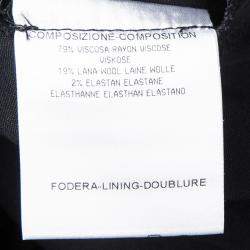 COMPOSIZIONE-COMPOSITION
79% VISCOSA RAYON VISCOSE
VISKOSE
19% LANA WOOL LAINE WOLLE
2% ELASTAN ELASTANE
ELASTHANNE ELASTHAN ELASTANO
FODERA-LINING-DOUBLURE